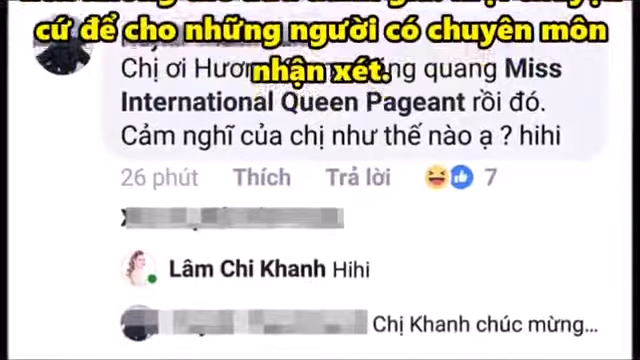 cứ để cho những người có chuyên môn
nhận xét.
Chị ơi Hương quang Miss
International Queen Pageant rồi đó.
Cảm nghĩ của chị như thế nào ạ ? hihi
26 phút Thích Trả lời 7
Lâm Chi Khanh Hihi
Chị Khanh chúc mừng...